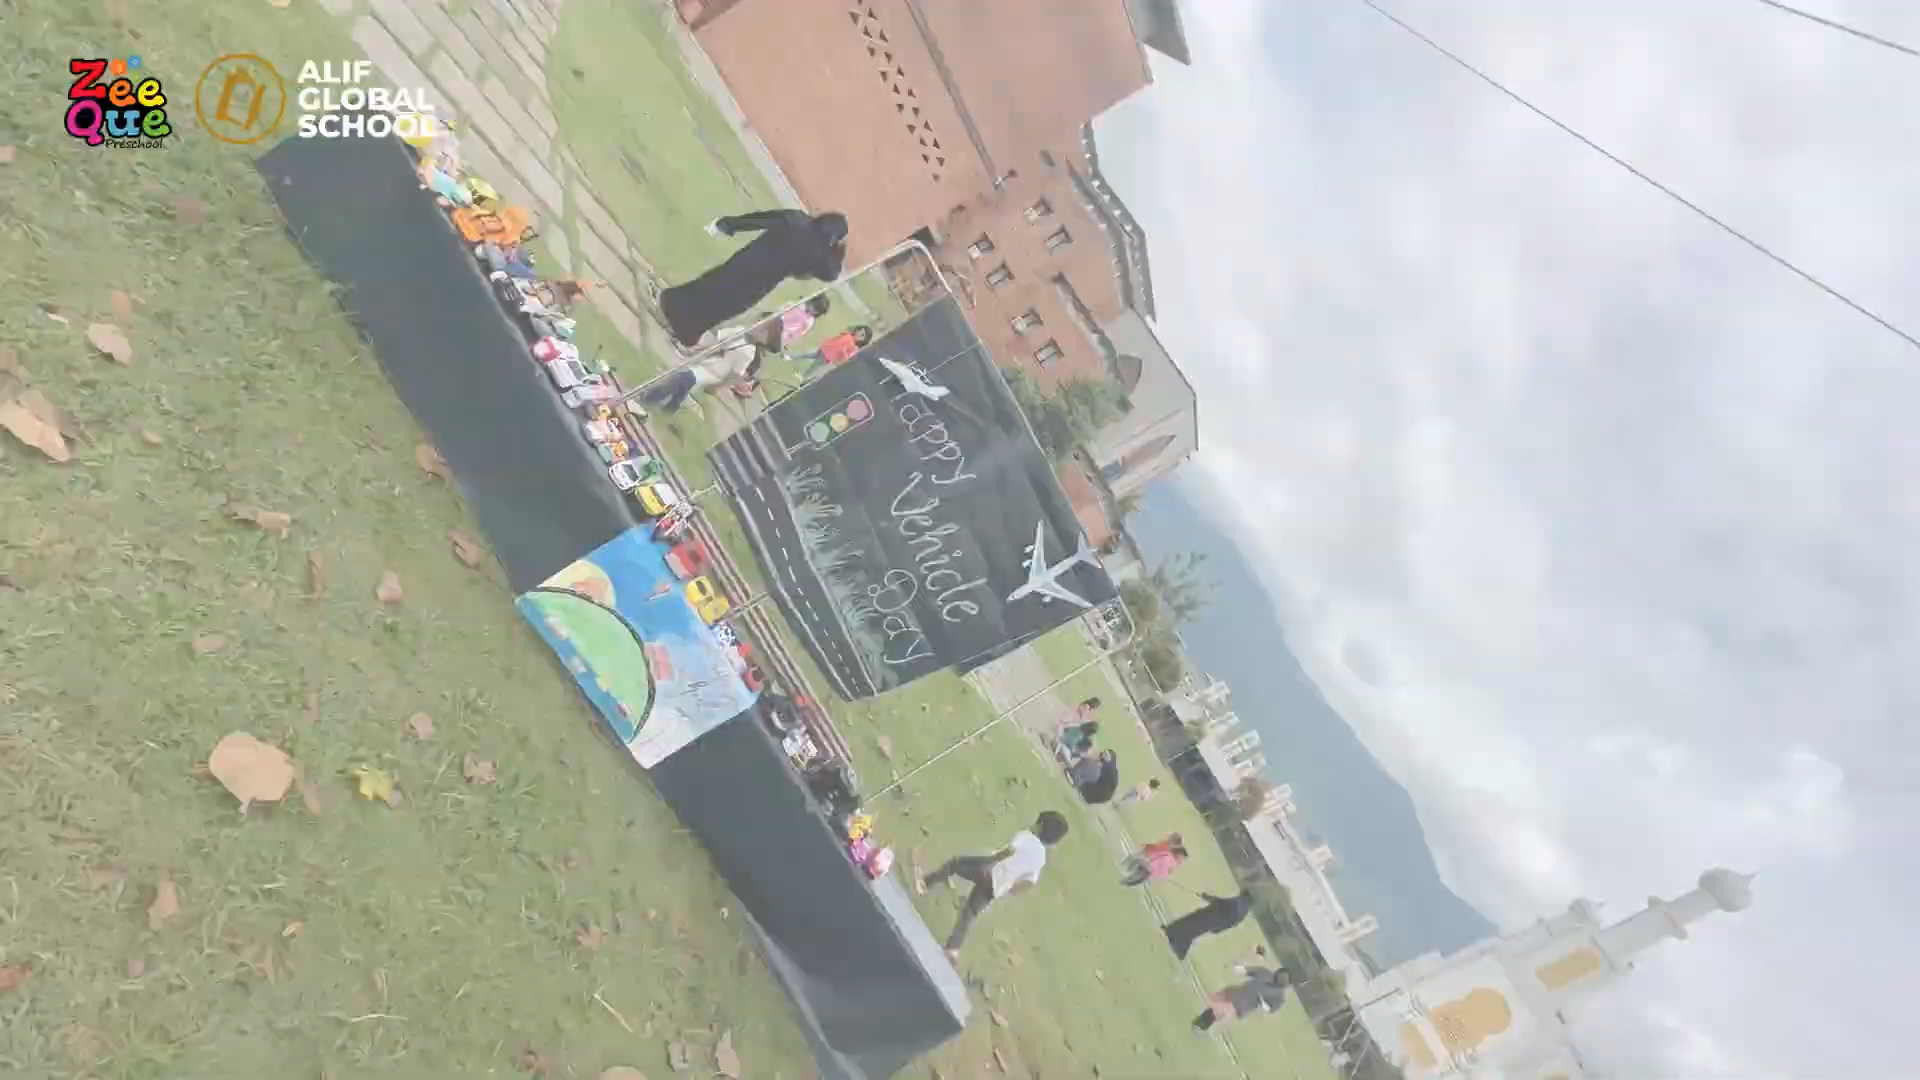 Zee
Que
Preschool
ALIF
GLOBAL
SCHOOL
Happy
Vehicle
Day